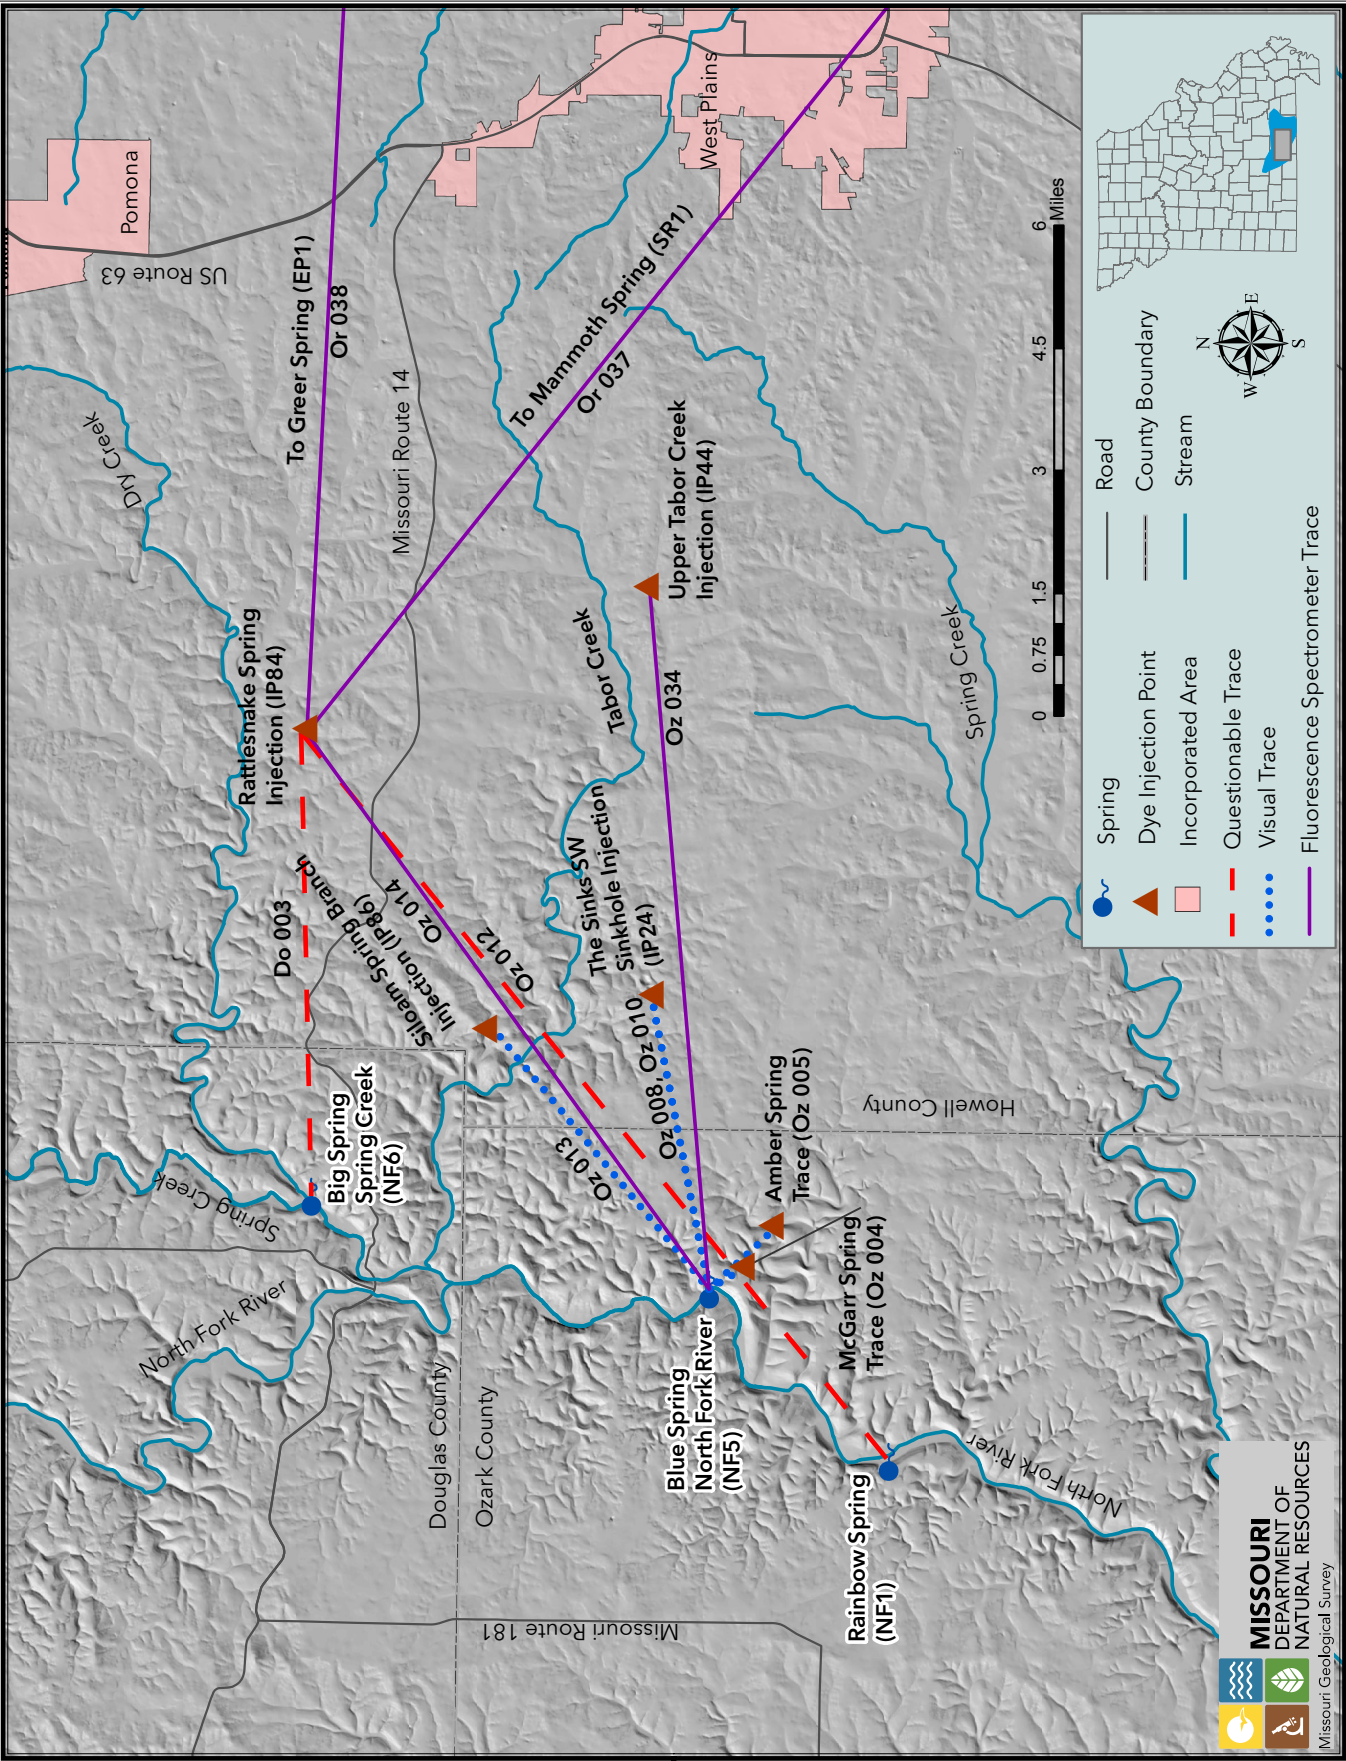 Pomona
US Route 63
West Plains
Dry Creek
To Greer Spring (EP1)
Or 038
Missouri Route 14
To Mammoth Spring (SR1)
Or 037
Rattlesnake Spring
Injection (IP84)
Upper Tabor Creek
Injection (IP44)
Tabor Creek
Oz 034
Spring Creek
Do 003
Siloam Spring Branch
Injection (IP86)
Oz 014
Oz 012
The Sinks SW
Sinkhole Injection
(IP24)
Oz 013
Oz 008, Oz 010
Big Spring
Spring Creek
(NF6)
Spring Creek
North Fork River
Howell County
Amber Spring
Trace (Oz 005)
McGarr Spring
Trace (Oz 004)
Blue Spring
North Fork River
(NF5)
Douglas County
Ozark County
Rainbow Spring
(NF1)
North Fork River
Missouri Route 181
0 0.75 1.5 3 4.5 6
Miles
Spring
Dye Injection Point
Incorporated Area
Questionable Trace
Visual Trace
Fluorescence Spectrometer Trace
Road
County Boundary
Stream
N
W
E
S
MISSOURI
DEPARTMENT OF
NATURAL RESOURCES
Missouri Geological Survey